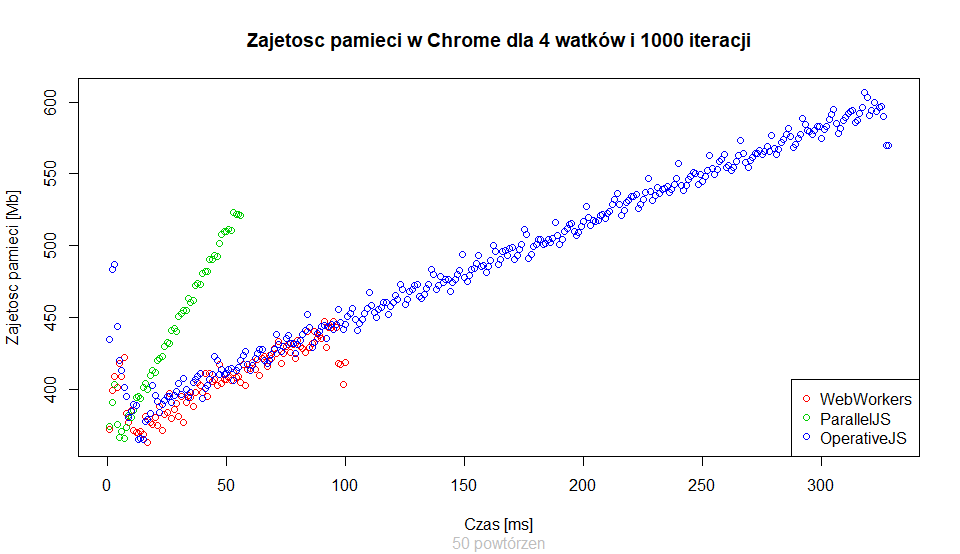 Zajetosc pamieci w Chrome dla 4 watków i 1000 iteracji
Zajetosc pamieci [Mb]
600
550
500
450
400
WebWorkers
ParallelJS
OperativeJS
0 50 100 150 200 250 300
Czas [ms]
50 powtórzen